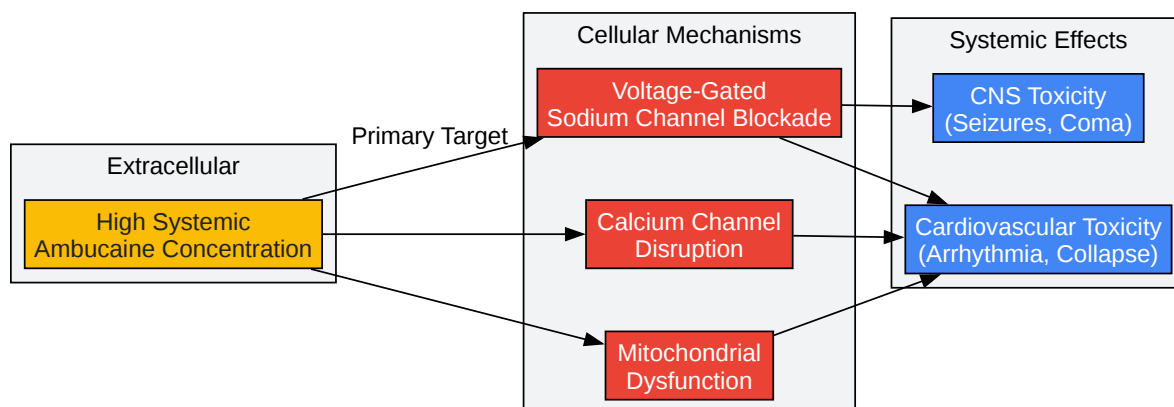 Extracellular
High Systemic
Ambucaine Concentration
Primary Target
Cellular Mechanisms
Voltage-Gated
Sodium Channel Blockade
Calcium Channel
Disruption
Mitochondrial
Dysfunction
Systemic Effects
CNS Toxicity
(Seizures, Coma)
Cardiovascular Toxicity
(Arrhythmia, Collapse)